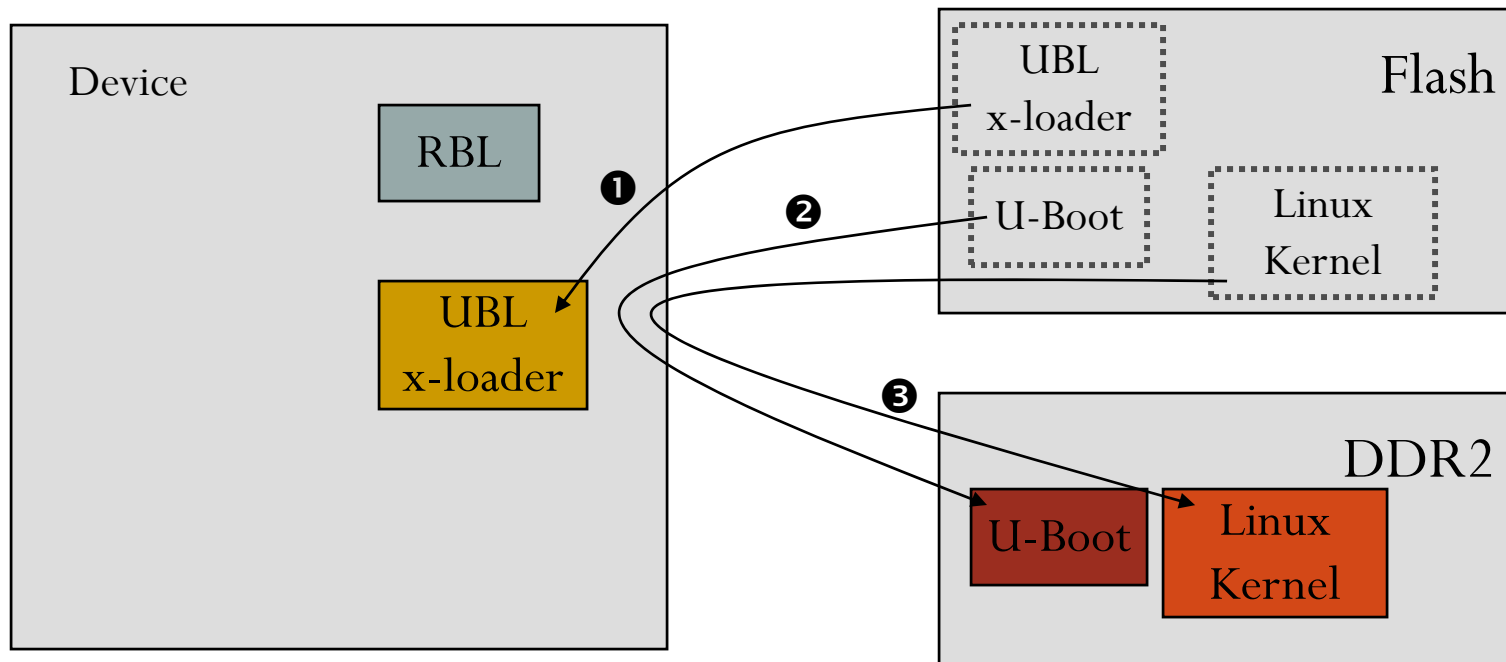 Device
RBL
UBL
x-loader
❶
❷
❸
UBL
x-loader
Flash
U-Boot
Linux
Kernel
DDR2
U-Boot
Linux
Kernel